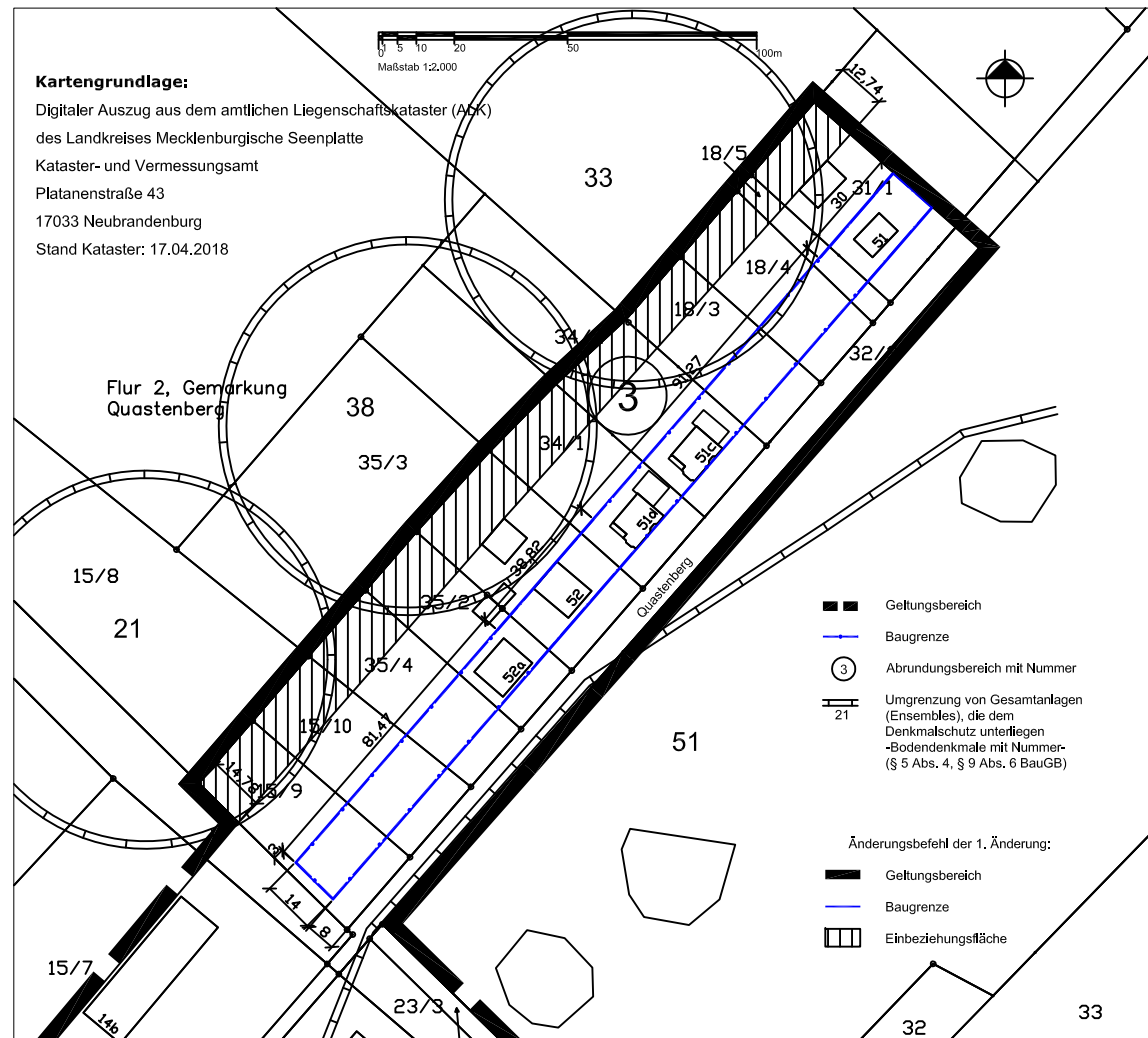 0 1 5 10 20 50 100m
Maßstab 1:2.000
Kartengrundlage:
Digitaler Auszug aus dem amtlichen Liegenschaftskataster (ALK)
des Landkreises Mecklenburgische Seenplatte
Kataster- und Vermessungsamt
Platanenstraße 43
17033 Neubrandenburg
Stand Kataster: 17.04.2018
12,74
18/5
33
31/1
30
51
18/4
18/3
34/
32/
91,27
3
Flur 2, Gemarkung
Quastenberg
38
35/3
34/1
51c
51d
38,82
15/8
21
35/2
52
Quastenberg
35/4
52a
15/10
81,47
51
14,78
15/9
3
14
8
15/7
14b
23/3
32
33
Geltungsbereich
Baugrenze
3
Abrundungsbereich mit Nummer
21
Umgrenzung von Gesamtanlagen
(Ensembles), die dem
Denkmalschutz unterliegen
-Bodendenkmale mit Nummer-
(§ 5 Abs. 4, § 9 Abs. 6 BauGB)
Änderungsbefehl der 1. Änderung:
Geltungsbereich
Baugrenze
Einbeziehungsfläche